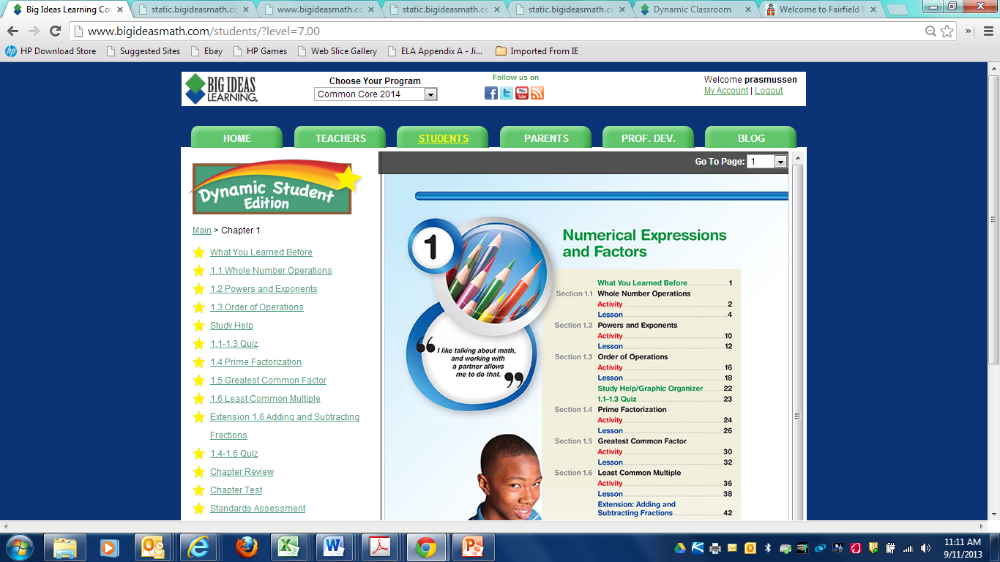 Big Ideas Learning Co
static.bigideasmath.co
www.bigideasmath.co
static.bigideasmath.co
static.bigideasmath.co
Dynamic Classroom
Welcome to Fairfield
www.bigideasmath.com/students/?level=7.00
HP Download Store
Suggested Sites
Ebay
HP Games
Web Slice Gallery
ELA Appendix A - Ji...
Imported From IE
BIG IDEAS
LEARNING
Choose Your Program
Common Core 2014
Follow us on
Welcome prasmussen
My Account | Logout
HOME
TEACHERS
STUDENTS
PARENTS
PROF. DEV.
BLOG
Dynamic Student
Edition
Main > Chapter 1
What You Learned Before
1.1 Whole Number Operations
1.2 Powers and Exponents
1.3 Order of Operations
Study Help
1.1-1.3 Quiz
1.4 Prime Factorization
1.5 Greatest Common Factor
1.6 Least Common Multiple
Extension 1.6 Adding and Subtracting
Fractions
1.4-1.6 Quiz
Chapter Review
Chapter Test
Standards Assessment
Go To Page: 1
1
Numerical Expressions
and Factors
“ I like talking about math,
and working with
a partner allows
me to do that. ”
What You Learned Before 1
Section 1.1 Whole Number Operations
Activity 2
Lesson 4
Section 1.2 Powers and Exponents
Activity 10
Lesson 12
Section 1.3 Order of Operations
Activity 16
Lesson 18
Study Help/Graphic Organizer 22
1.1–1.3 Quiz 23
Section 1.4 Prime Factorization
Activity 24
Lesson 26
Section 1.5 Greatest Common Factor
Activity 30
Lesson 32
Section 1.6 Least Common Multiple
Activity 36
Lesson 38
Extension: Adding and
Subtracting Fractions 42
11:11 AM
9/11/2013